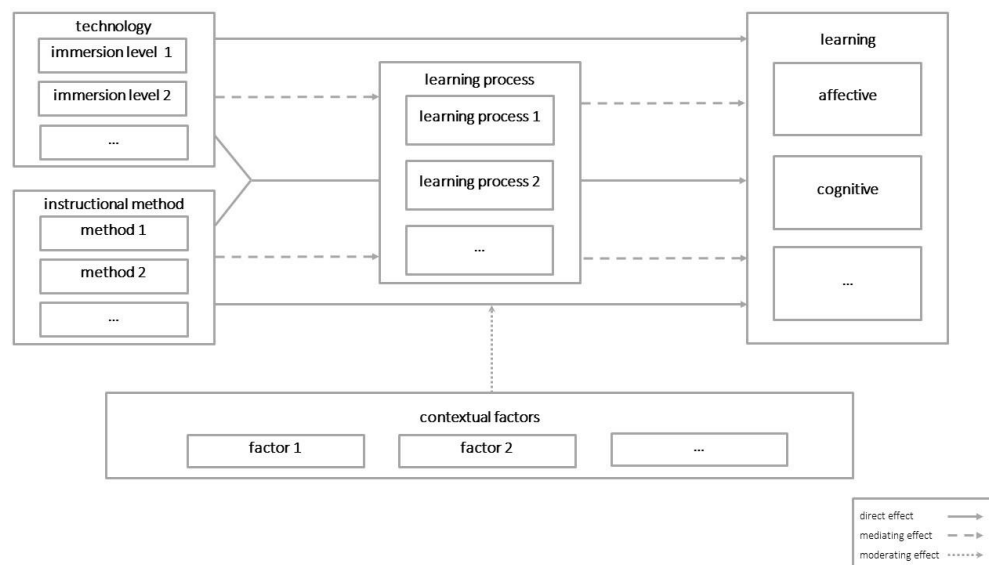 technology
immersion level 1
immersion level 2
...
instructional method
method 1
method 2
...
learning process
learning process 1
learning process 2
...
learning
affective
cognitive
...
contextual factors
factor 1
factor 2
...
direct effect
mediating effect
moderating effect